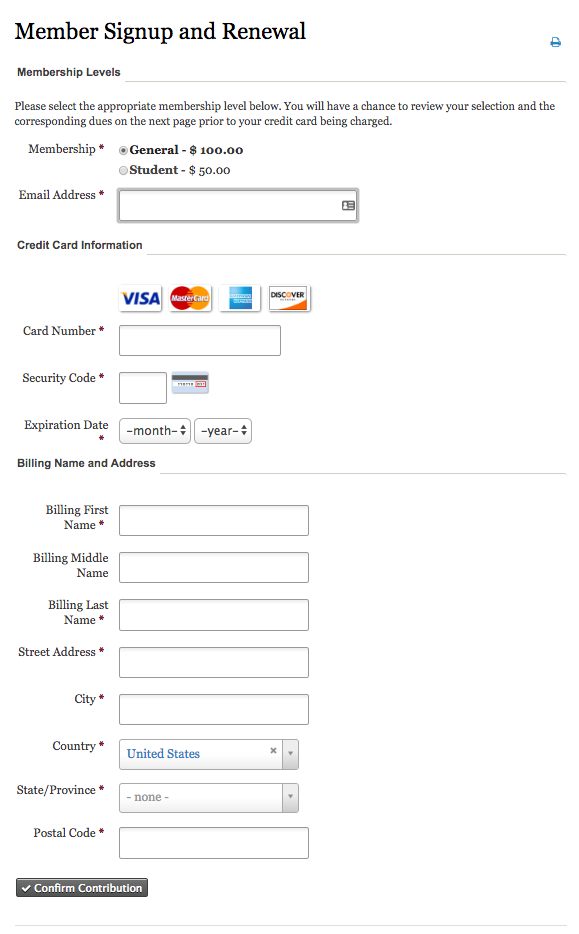 Member Signup and Renewal
Membership Levels
Please select the appropriate membership level below. You will have a chance to review your selection and the
corresponding dues on the next page prior to your credit card being charged.
Membership *
General - $ 100.00
Student - $ 50.00
Email Address *
Credit Card Information
VISA MasterCard DISCOVER
Card Number *
Security Code *
Expiration Date
*
-month- -year-
Billing Name and Address
Billing First
Name *
Billing Middle
Name
Billing Last
Name *
Street Address *
City *
Country *
United States
State/Province *
- none -
Postal Code *
Confirm Contribution